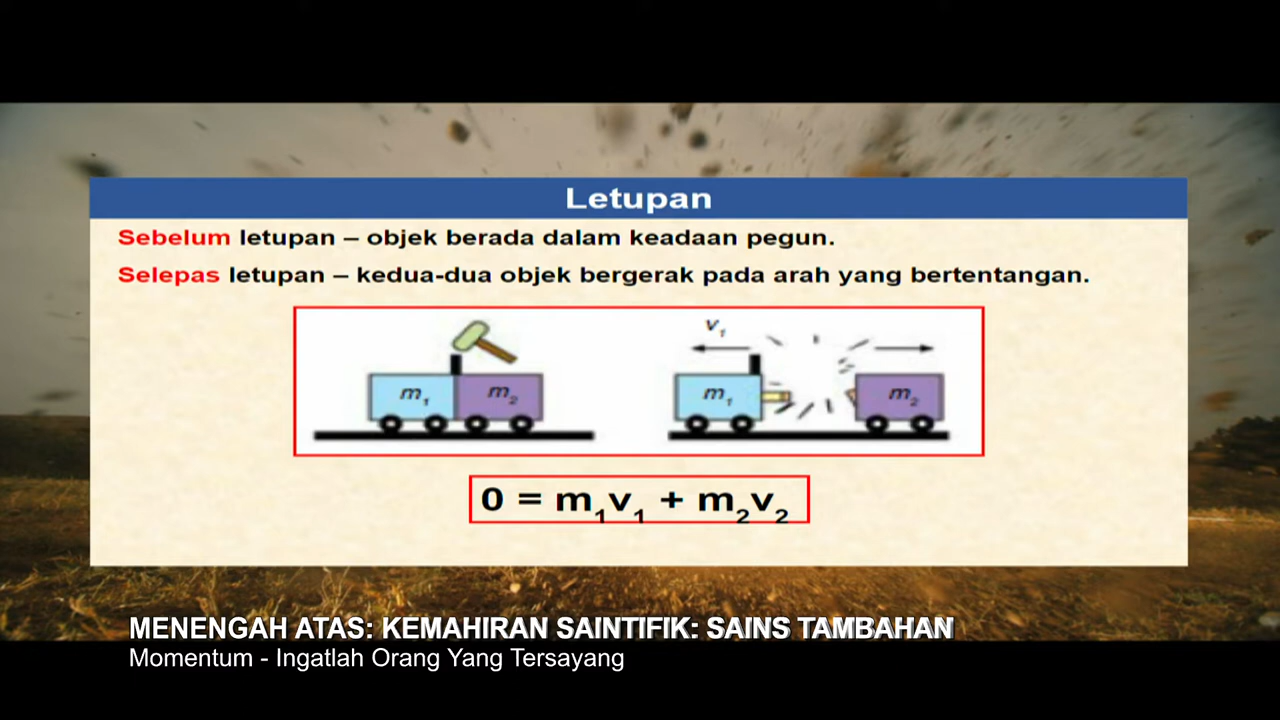 Letupan
Sebelum letupan – objek berada dalam keadaan pegun.
Selepas letupan – kedua-dua objek bergerak pada arah yang bertentangan.
v₁
m₁ m₂ m₁ m₂
0 = m₁v₁ + m₂v₂
MENENGAH ATAS: KEMAHIRAN SAINTIFIK: SAINS TAMBAHAN
Momentum - Ingatlah Orang Yang Tersayang